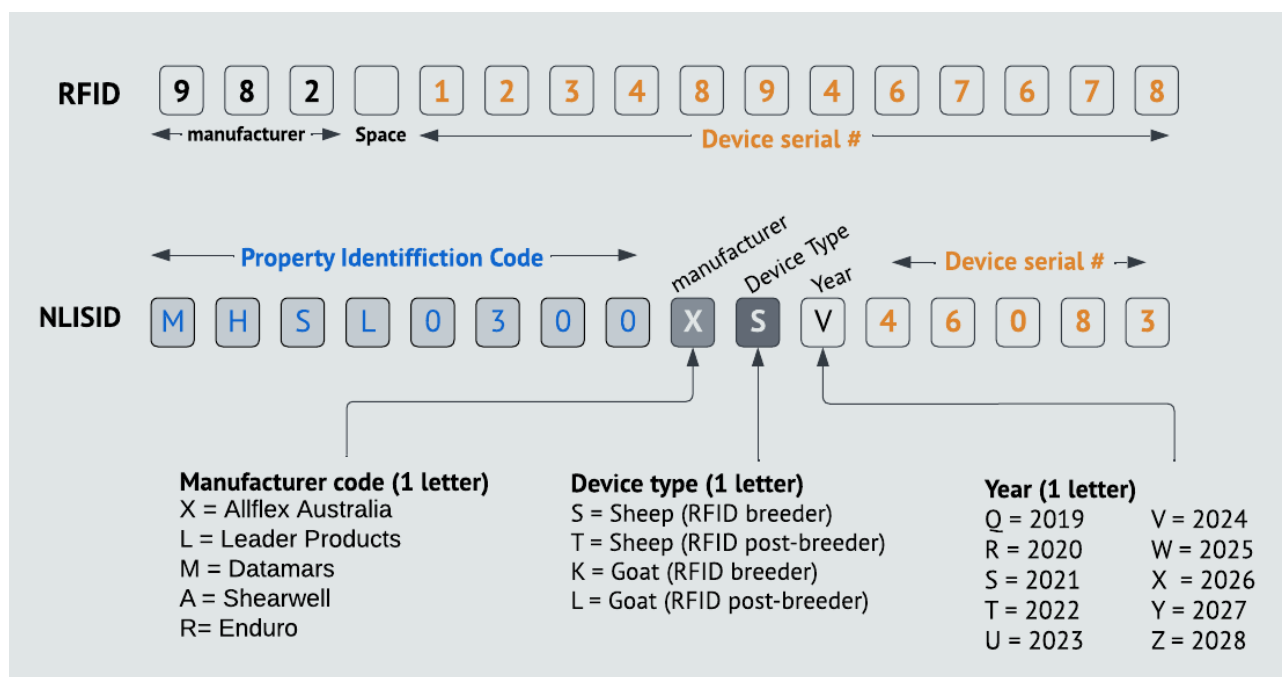 RFID 9 8 2 1 2 3 4 8 9 4 6 7 6 7 8
manufacturer Space Device serial #
Property Identiffiction Code manufacturer Device Type Year Device serial #
NLISID M H S L 0 3 0 0 X S V 4 6 0 8 3
Manufacturer code (1 letter)
X = Allflex Australia
L = Leader Products
M = Datamars
A = Shearwell
R= Enduro
Device type (1 letter)
S = Sheep (RFID breeder)
T = Sheep (RFID post-breeder)
K = Goat (RFID breeder)
L = Goat (RFID post-breeder)
Year (1 letter)
Q = 2019 V = 2024
R = 2020 W = 2025
S = 2021 X = 2026
T = 2022 Y = 2027
U = 2023 Z = 2028